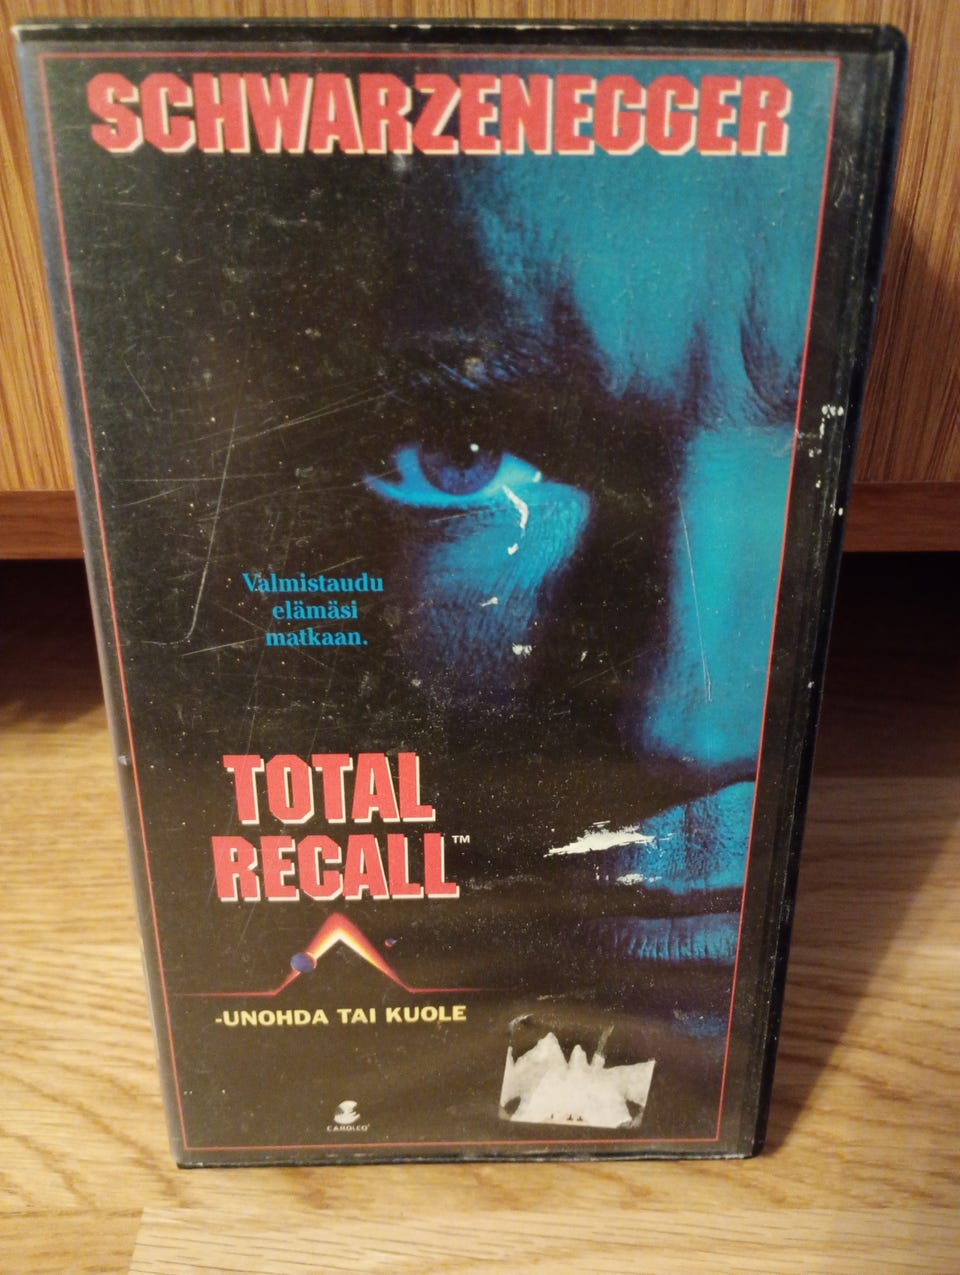 SCHWARZENEGGER
Valmistaudu
elämäsi
matkaan.
TOTAL
RECALL™
-UNOHDA TAI KUOLE
CAROLCO